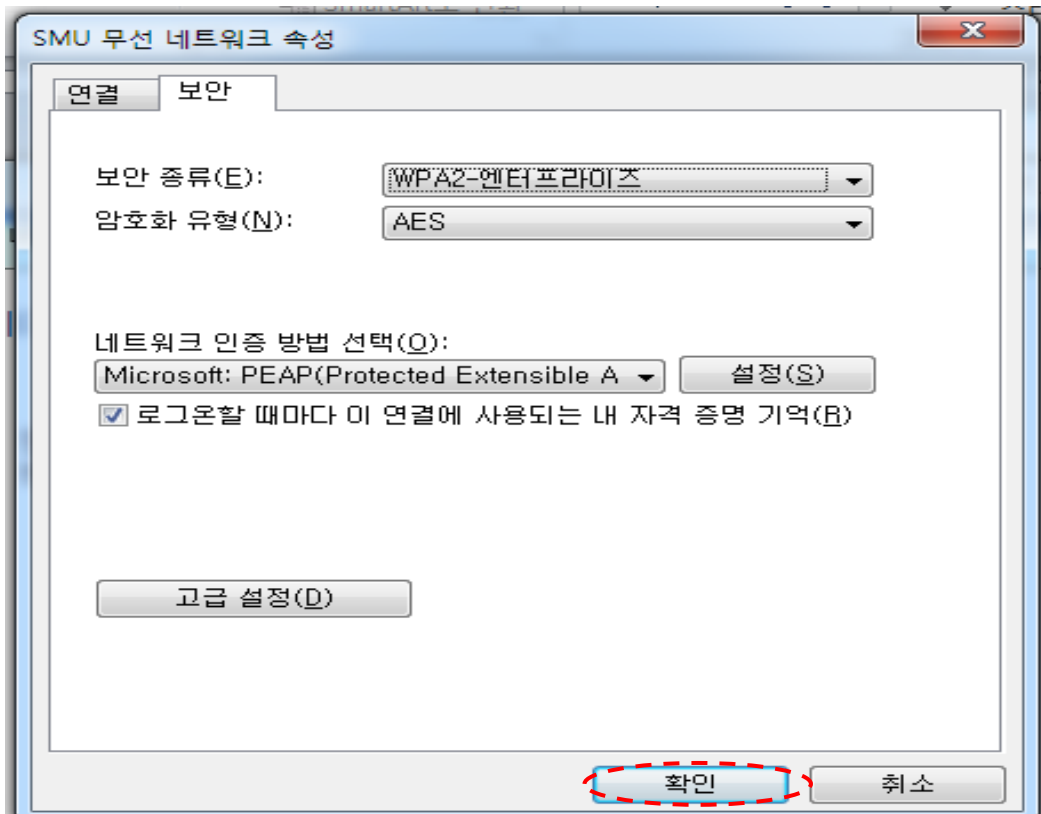 SMU 무선 네트워크 속성
연결 보안
보안 종류(E): WPA2-엔터프라이즈
암호화 유형(N): AES
네트워크 인증 방법 선택(O):
Microsoft: PEAP(Protected Extensible A 설정(S)
로그온할 때마다 이 연결에 사용되는 내 자격 증명 기억(R)
고급 설정(D)
확인 취소